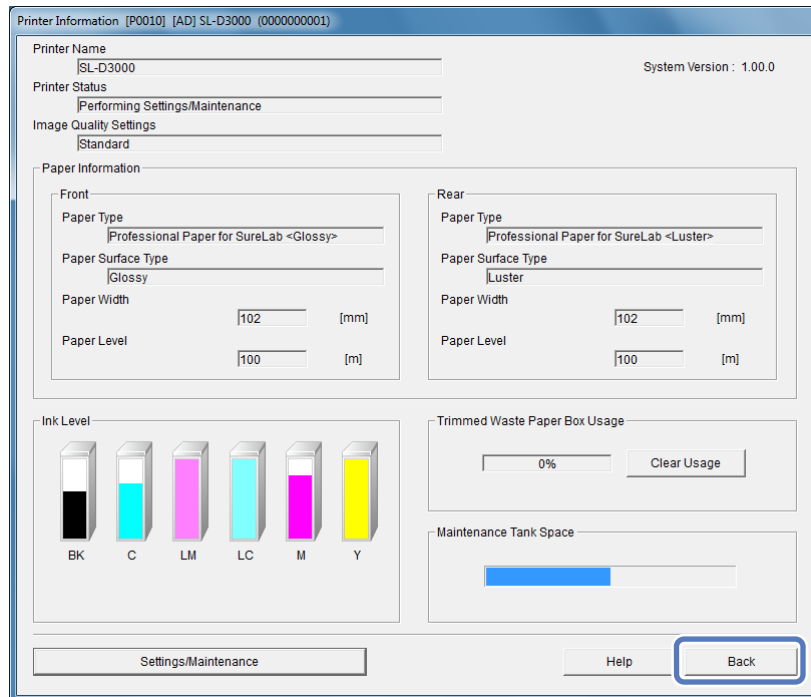 Printer Information [P0010] [AD] SL-D3000 (0000000001)
Printer Name
SL-D3000
System Version : 1.00.0
Printer Status
Performing Settings/Maintenance
Image Quality Settings
Standard
Paper Information
Front
Paper Type
Professional Paper for SureLab <Glossy>
Paper Surface Type
Glossy
Paper Width
102 [mm]
Paper Level
100 [m]
Rear
Paper Type
Professional Paper for SureLab <Luster>
Paper Surface Type
Luster
Paper Width
102 [mm]
Paper Level
100 [m]
Ink Level
BK C LM LC M Y
Trimmed Waste Paper Box Usage
0% Clear Usage
Maintenance Tank Space
Settings/Maintenance Help Back